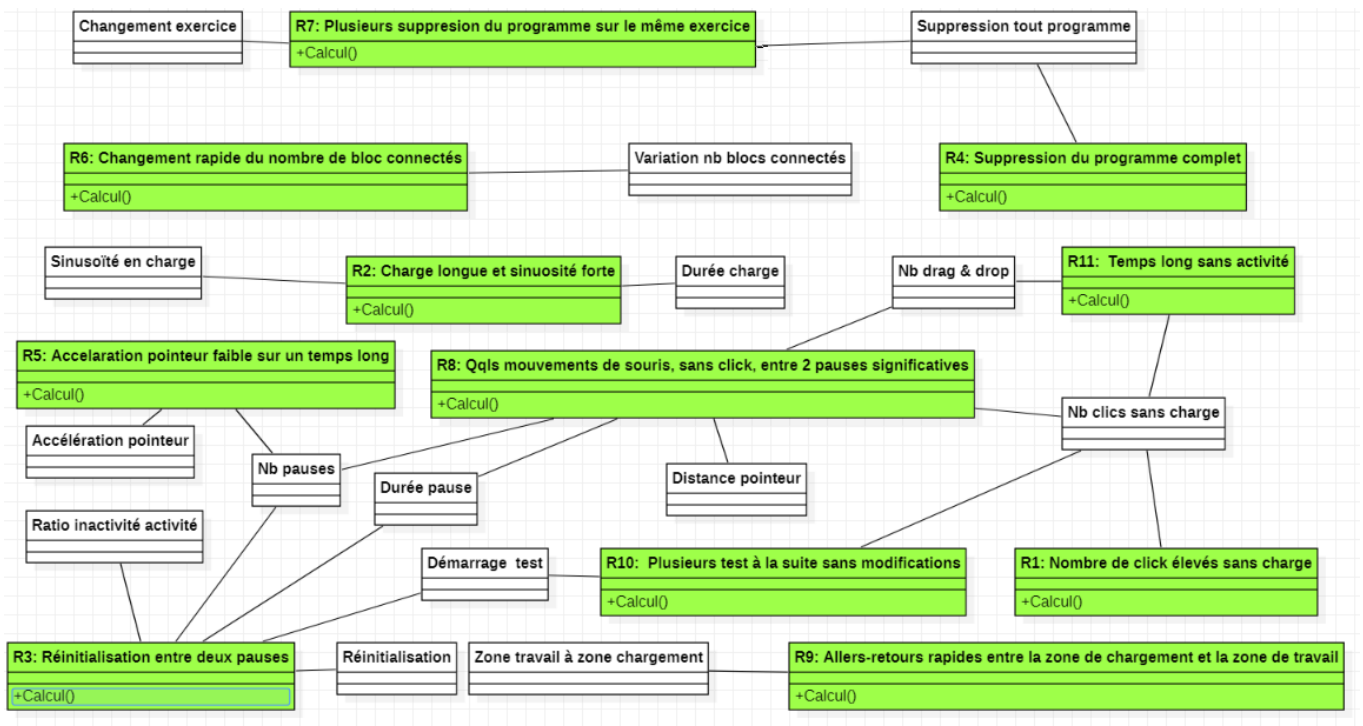 Changement exercice
R7: Plusieurs suppresion du programme sur le même exercice
+Calcul()
Suppression tout programme
R6: Changement rapide du nombre de bloc connectés
+Calcul()
Variation nb blocs connectés
R4: Suppression du programme complet
+Calcul()
Sinusoïté en charge
R2: Charge longue et sinuosité forte
+Calcul()
Durée charge
Nb drag & drop
R11: Temps long sans activité
+Calcul()
R5: Accelaration pointeur faible sur un temps long
+Calcul()
R8: Qqls mouvements de souris, sans click, entre 2 pauses significatives
+Calcul()
Accélération pointeur
Nb pauses
Durée pause
Distance pointeur
Nb clics sans charge
Ratio inactivité activité
Démarrage test
R10: Plusieurs test à la suite sans modifications
+Calcul()
R1: Nombre de click élevés sans charge
+Calcul()
R3: Réinitialisation entre deux pauses
+Calcul()
Réinitialisation
Zone travail à zone chargement
R9: Allers-retours rapides entre la zone de chargement et la zone de travail
+Calcul()